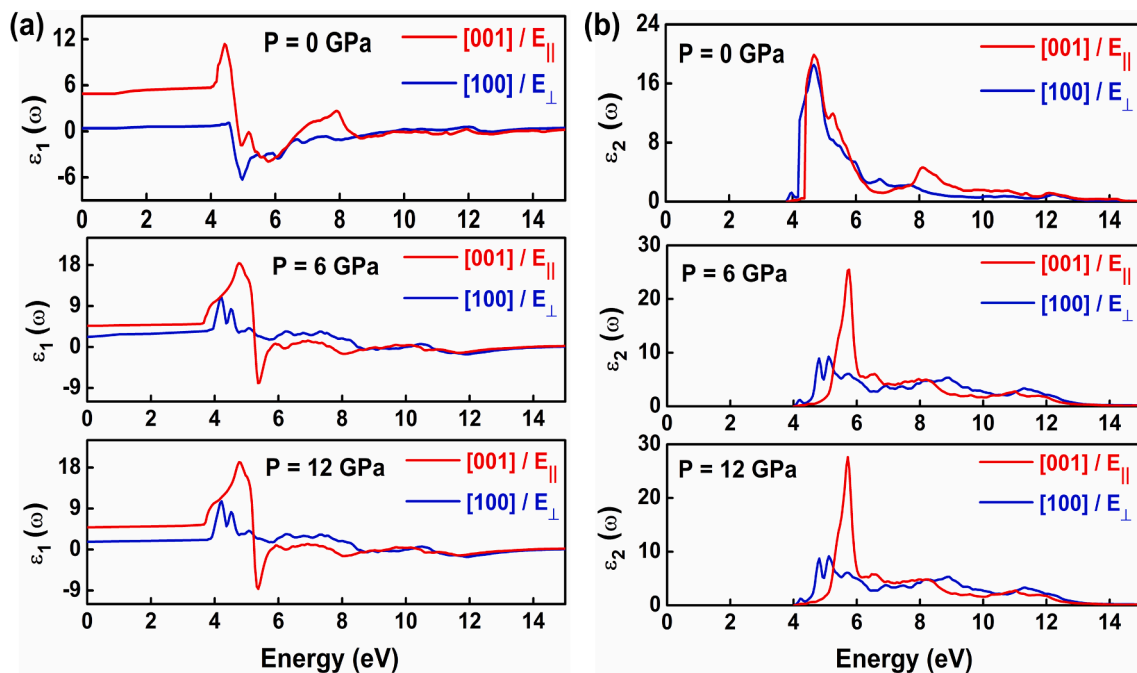 (a)
12
6
0
-6
ε1 (ω)
P = 0 GPa
[001] / E||
[100] / E⊥
0 2 4 6 8 10 12 14
18
9
0
-9
ε1 (ω)
P = 6 GPa
[001] / E||
[100] / E⊥
0 2 4 6 8 10 12 14
18
9
0
-9
ε1 (ω)
P = 12 GPa
[001] / E||
[100] / E⊥
0 2 4 6 8 10 12 14
Energy (eV)
(b)
24
16
8
0
ε2 (ω)
P = 0 GPa
[001] / E||
[100] / E⊥
0 2 4 6 8 10 12 14
30
20
10
0
ε2 (ω)
P = 6 GPa
[001] / E||
[100] / E⊥
0 2 4 6 8 10 12 14
30
20
10
0
ε2 (ω)
P = 12 GPa
[001] / E||
[100] / E⊥
0 2 4 6 8 10 12 14
Energy (eV)